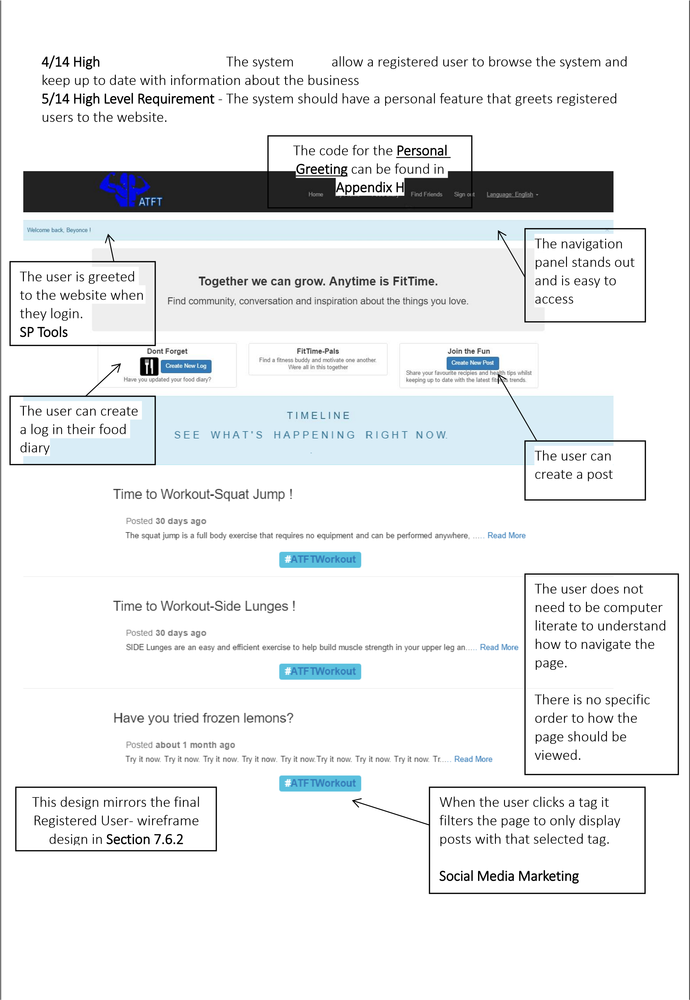 4/14 High The system allow a registered user to browse the system and
keep up to date with information about the business
5/14 High Level Requirement - The system should have a personal feature that greets registered
users to the website.
The code for the Personal
Greeting can be found in
Appendix H
ATFT
Home Find Friends Sign out Language: English
Welcome back, Beyonce !
The navigation
panel stands out
and is easy to
access
The user is greeted
to the website when
they login.
SP Tools
Together we can grow. Anytime is FitTime.
Find community, conversation and inspiration about the things you love.
Dont Forget
Create New Log
Have you updated your food diary?
FitTime-Pals
Find a fitness buddy and motivate one another.
Were all in this together
Join the Fun
Create New Post
Share your favourite recipies and health tips whilst
keeping up to date with the latest fitness trends.
The user can create
a log in their food
diary
TIMELINE
SEE WHAT'S HAPPENING RIGHT NOW.
The user can
create a post
Time to Workout-Squat Jump !
Posted 30 days ago
The squat jump is a full body exercise that requires no equipment and can be performed anywhere, ..... Read More
#ATFTWorkout
Time to Workout-Side Lunges !
Posted 30 days ago
SIDE Lunges are an easy and efficient exercise to help build muscle strength in your upper leg an..... Read More
#ATFTWorkout
The user does not
need to be computer
literate to understand
how to navigate the
page.
There is no specific
order to how the
page should be
viewed.
Have you tried frozen lemons?
Posted about 1 month ago
Try it now. Try it now. Try it now. Try it now. Try it now.Try it now. Try it now. Try it now. Tr..... Read More
#ATFTWorkout
This design mirrors the final
Registered User- wireframe
design in Section 7.6.2
When the user clicks a tag it
filters the page to only display
posts with that selected tag.
Social Media Marketing